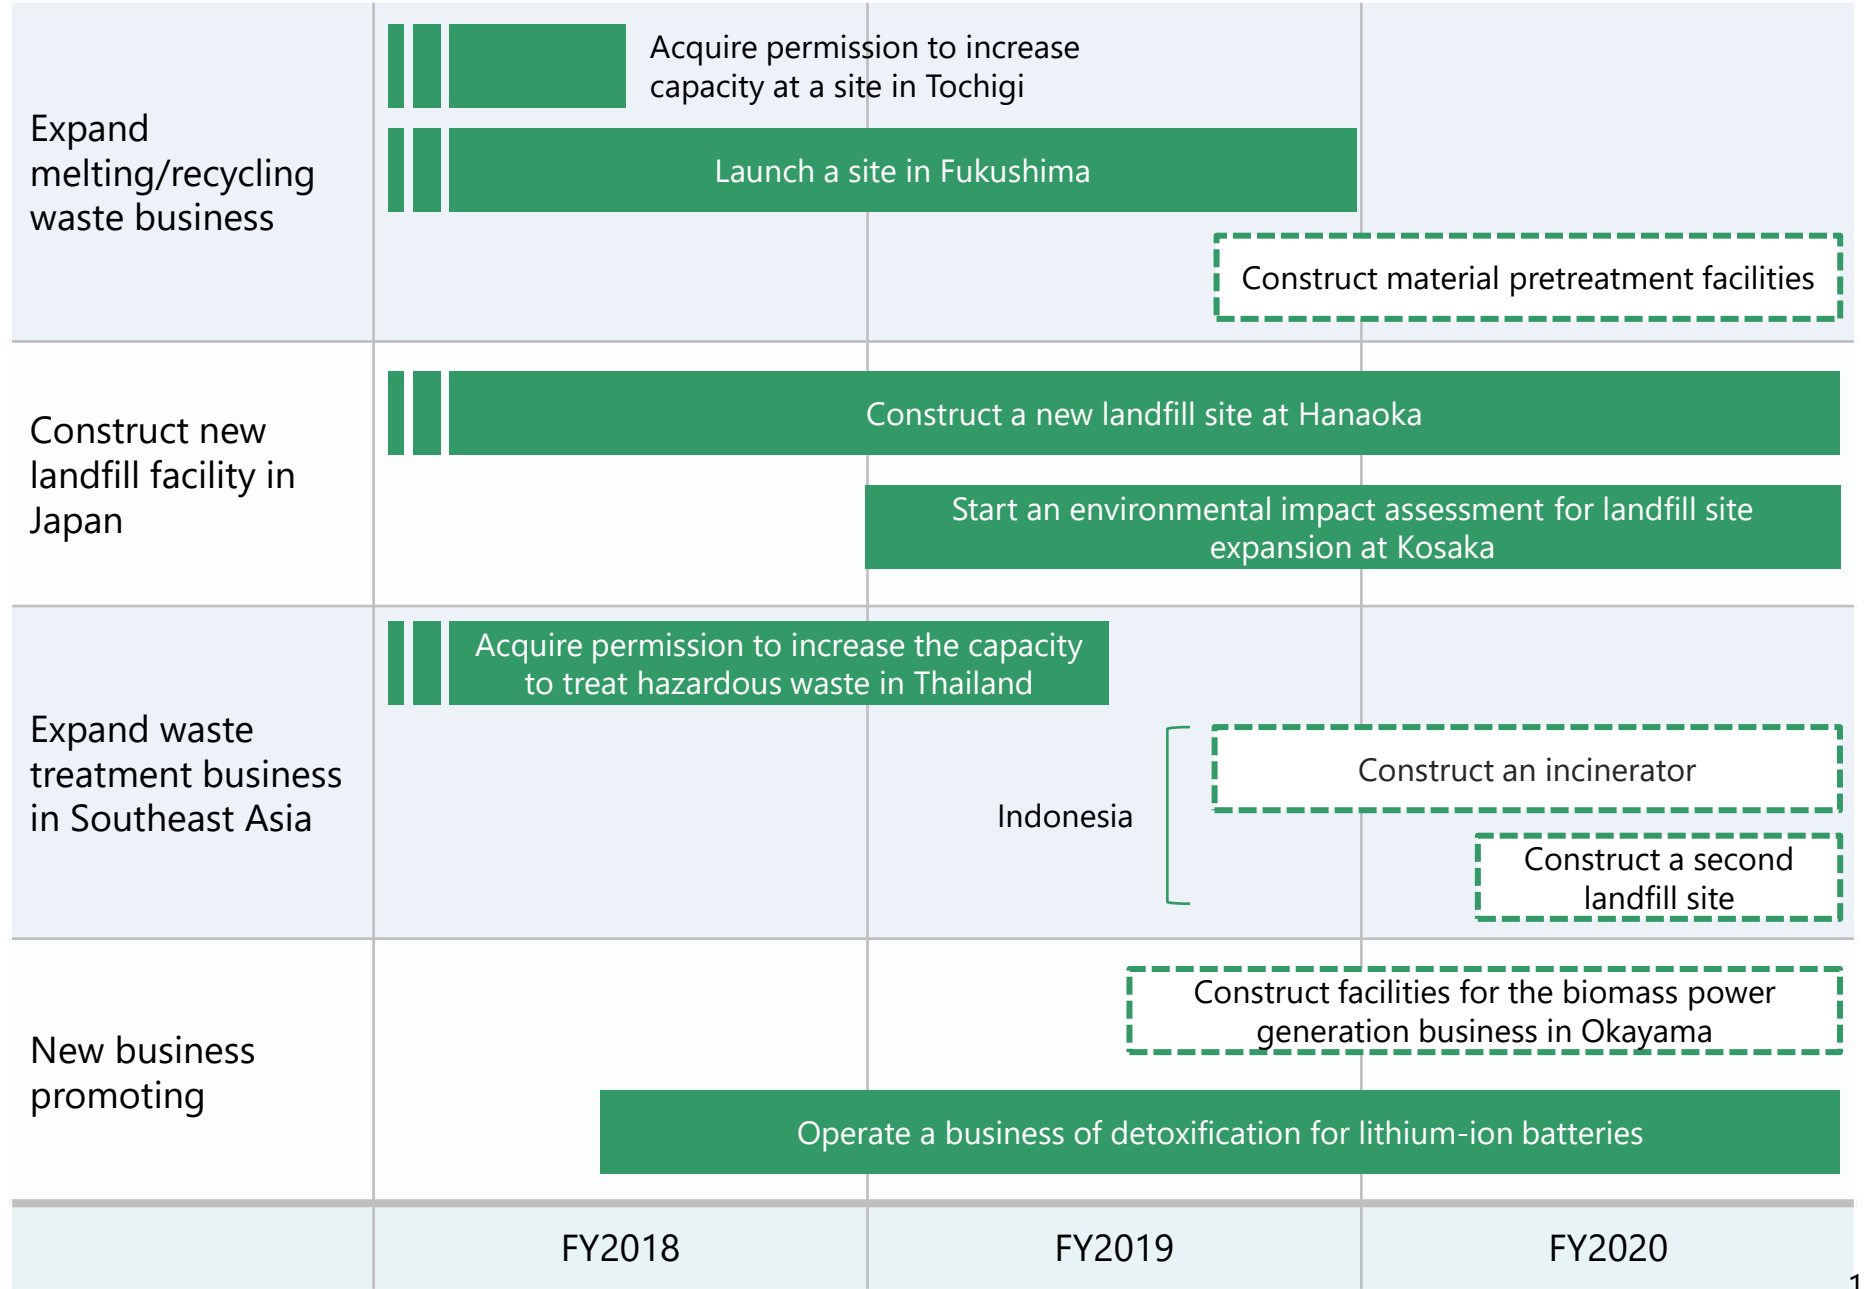 Expand
melting/recycling
waste business
Acquire permission to increase
capacity at a site in Tochigi
Launch a site in Fukushima
Construct material pretreatment facilities
Construct new
landfill facility in
Japan
Construct a new landfill site at Hanaoka
Start an environmental impact assessment for landfill site
expansion at Kosaka
Expand waste
treatment business
in Southeast Asia
Acquire permission to increase the capacity
to treat hazardous waste in Thailand
Indonesia
Construct an incinerator
Construct a second
landfill site
New business
promoting
Construct facilities for the biomass power
generation business in Okayama
Operate a business of detoxification for lithium-ion batteries
FY2018
FY2019
FY2020